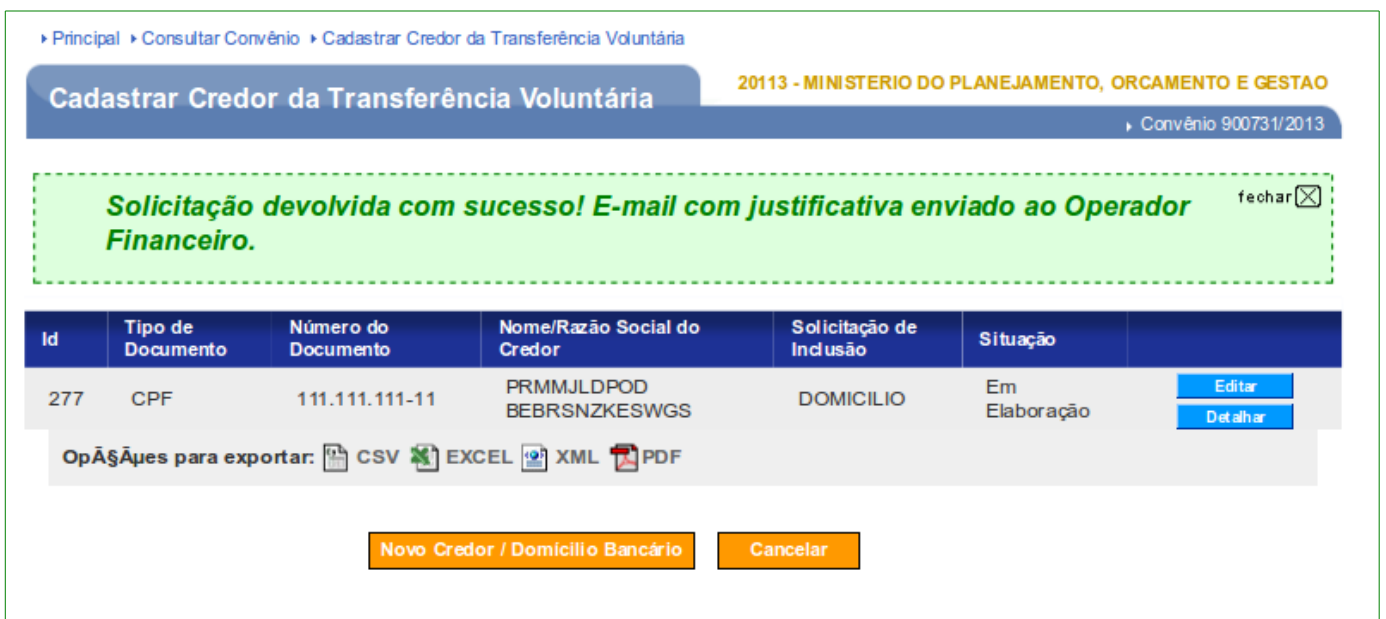 Principal Consultar Convênio Cadastrar Credor da Transferência Voluntária
Cadastrar Credor da Transferência Voluntária
20113 - MINISTERIO DO PLANEJAMENTO, ORCAMENTO E GESTAO
Convênio 900731/2013
Solicitação devolvida com sucesso! E-mail com justificativa enviado ao Operador
Financeiro.
fechar
Id Tipo de Documento Número do Documento Nome/Razão Social do Credor Solicitação de Inclusão Situação
277 CPF 111.111.111-11 PRMMJLDPOD BEBRSNZKESWGS DOMICILIO Em Elaboração Editar
Detalhar
OpÃ§Ãµes para exportar: CSV EXCEL XML PDF
Novo Credor / Domícilio Bancário Cancelar